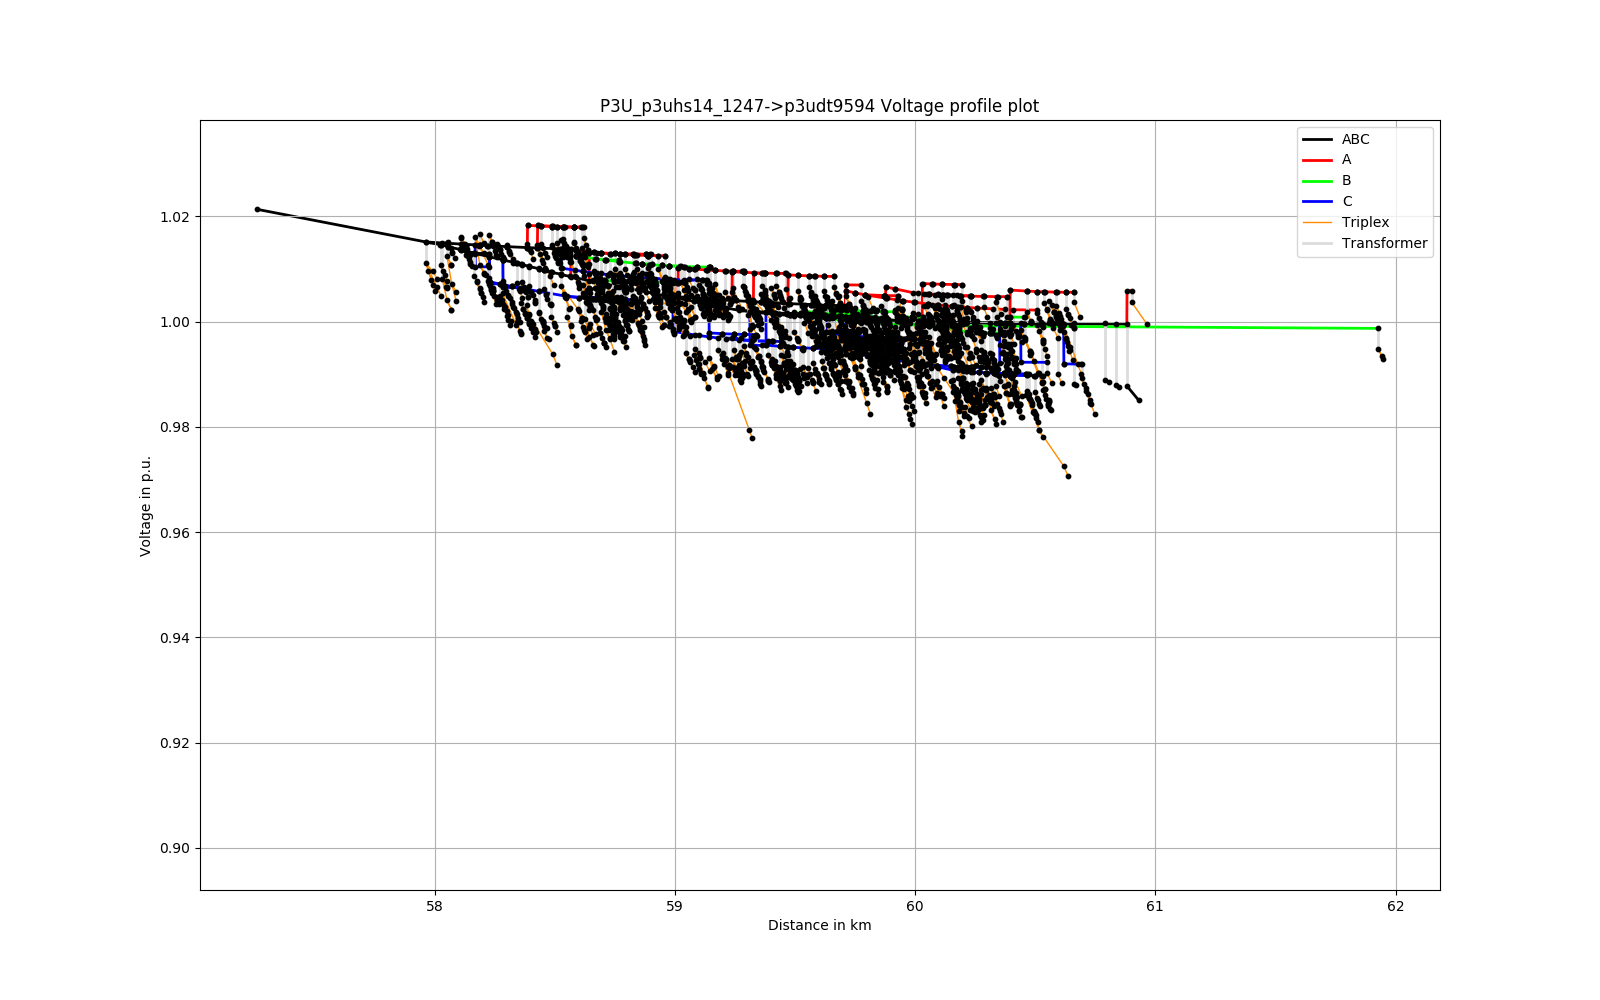 P3U_p3uhs14_1247->p3udt9594 Voltage profile plot
ABC
A
B
C
Triplex
Transformer
1.02
1.00
0.98
0.96
0.94
0.92
0.90
Voltage in p.u.
58
59
60
61
62
Distance in km